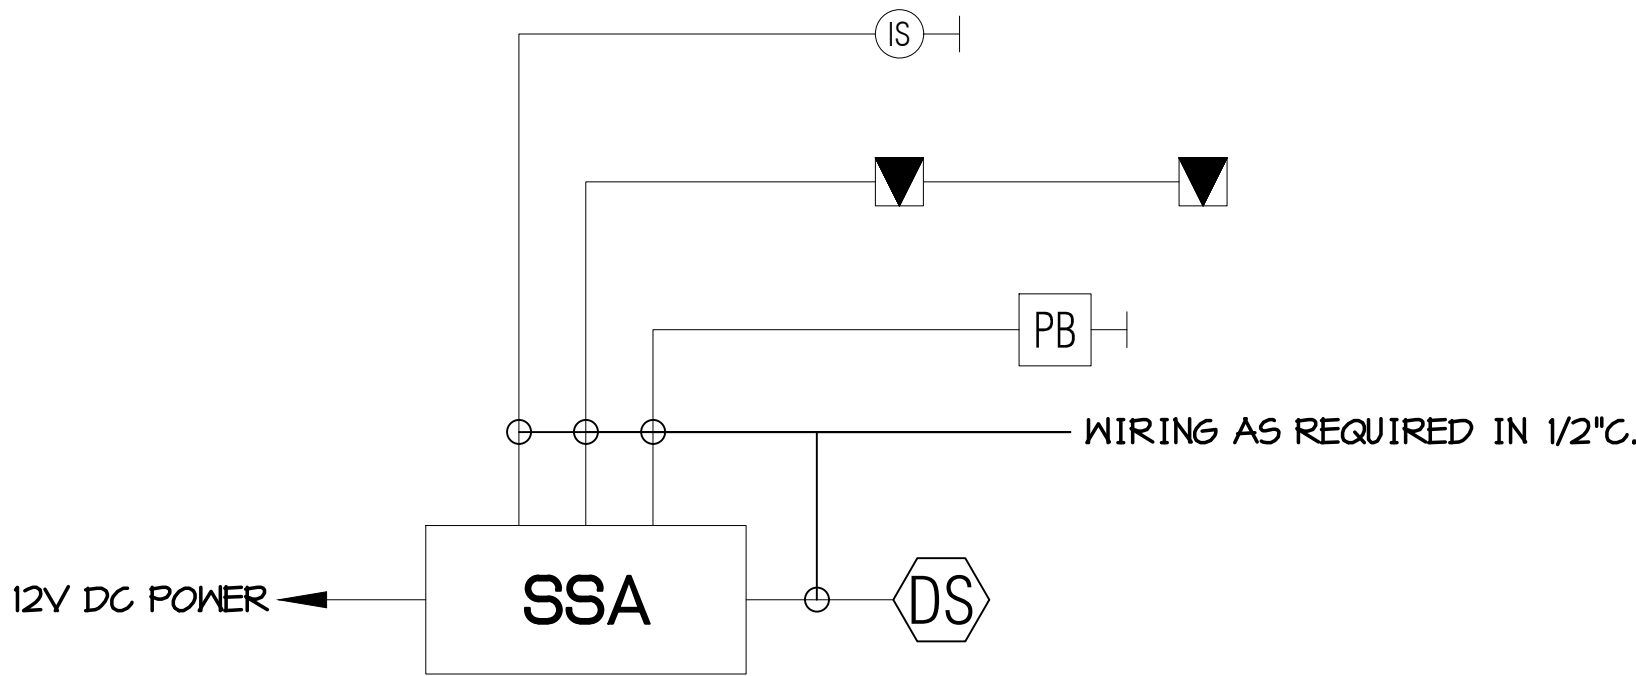 IS
PB
WIRING AS REQUIRED IN 1/2"C.
12V DC POWER
SSA
DS